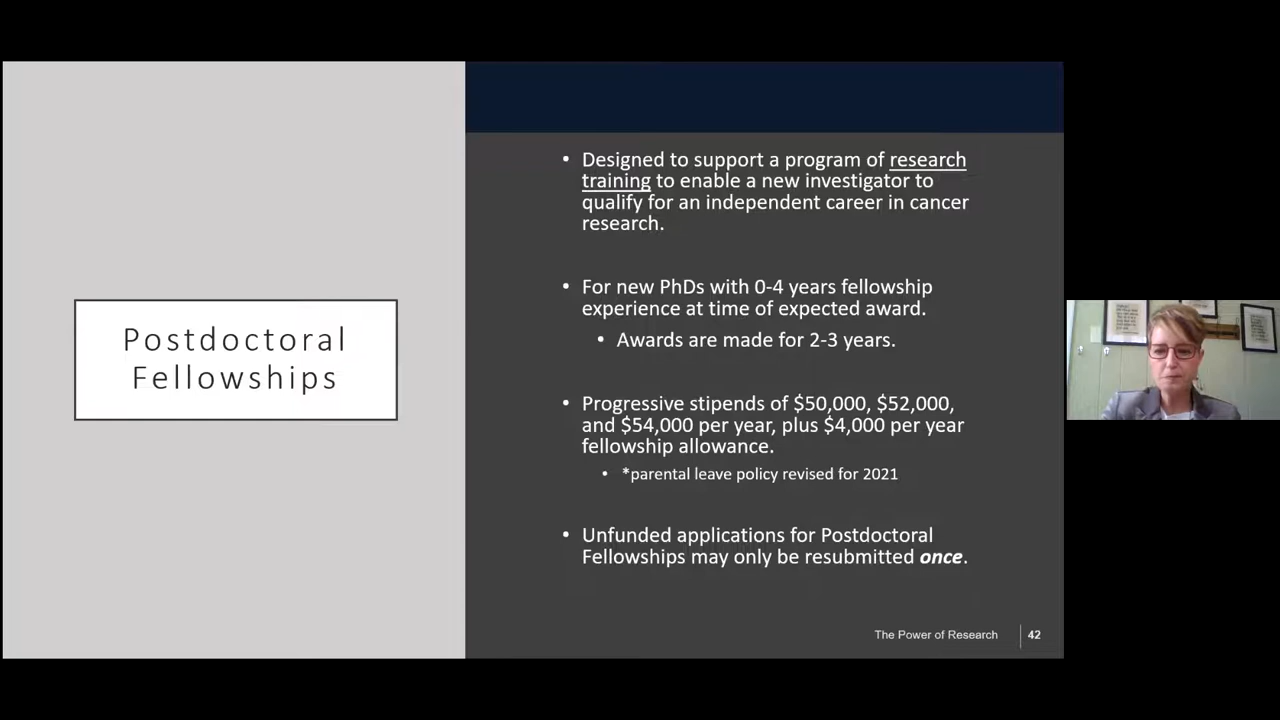 Postdoctoral
Fellowships
• Designed to support a program of research
training to enable a new investigator to
qualify for an independent career in cancer
research.
• For new PhDs with 0-4 years fellowship
experience at time of expected award.
• Awards are made for 2-3 years.
• Progressive stipends of $50,000, $52,000,
and $54,000 per year, plus $4,000 per year
fellowship allowance.
• *parental leave policy revised for 2021
• Unfunded applications for Postdoctoral
Fellowships may only be resubmitted once.
The Power of Research 42